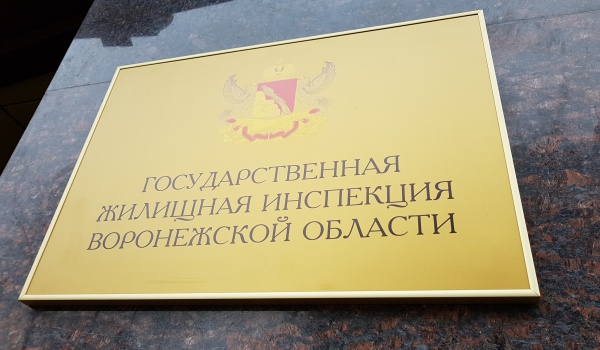 ГОСУДАРСТВЕННАЯ
ЖИЛИЩНАЯ ИНСПЕКЦИЯ
ВОРОНЕЖСКОЙ ОБЛАСТИ